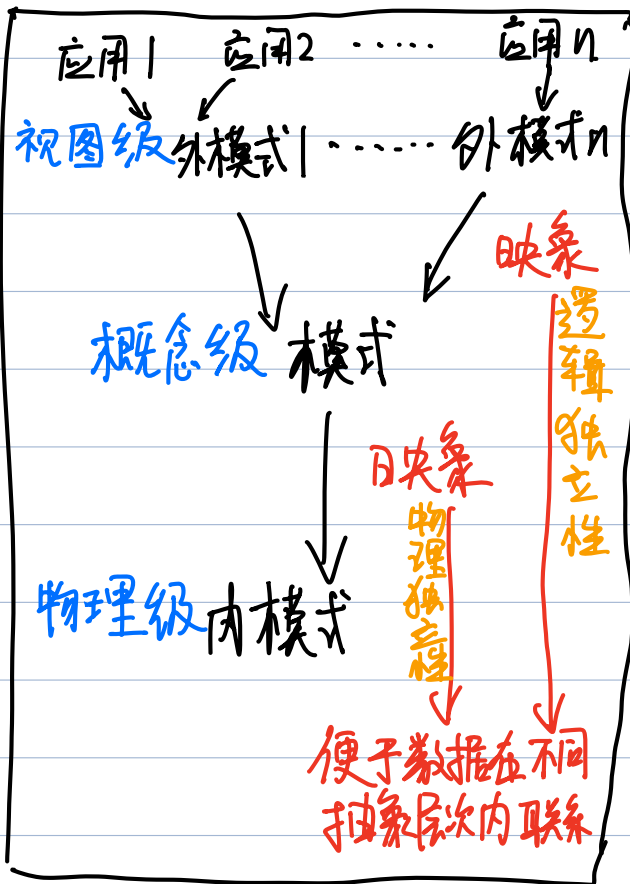 应用1 应用2 ······ 应用n
视图级 外模式1 ······· 外模式n
映象
逻辑独立性
概念级 模式
映象
物理独立性
物理级 内模式
便于数据在不同
抽象层次内联系